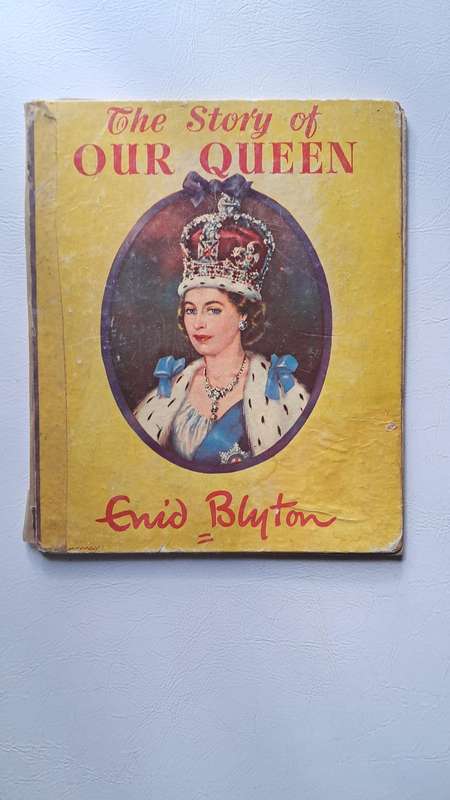 The Story of
OUR QUEEN
Enid Blyton